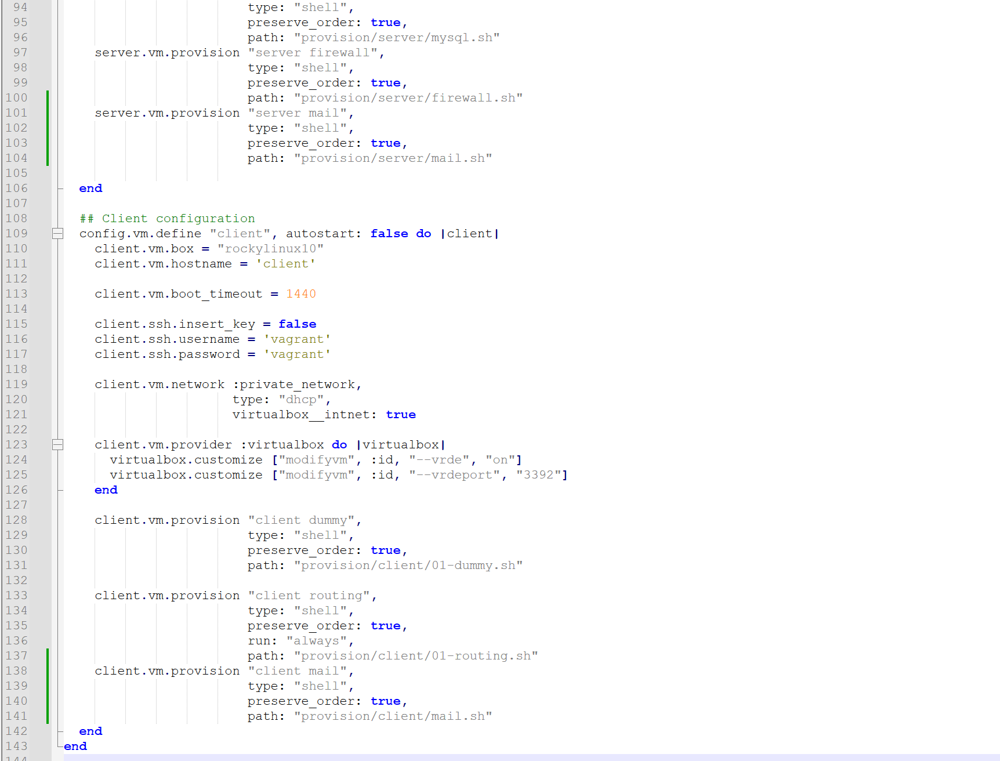 94 type: "shell",
95 preserve_order: true,
96 path: "provision/server/mysql.sh"
97 server.vm.provision "server firewall",
98 type: "shell",
99 preserve_order: true,
100 path: "provision/server/firewall.sh"
101 server.vm.provision "server mail",
102 type: "shell",
103 preserve_order: true,
104 path: "provision/server/mail.sh"
105
106 end
107
108 ## Client configuration
109 config.vm.define "client", autostart: false do |client|
110 client.vm.box = "rockylinux10"
111 client.vm.hostname = 'client'
112
113 client.vm.boot_timeout = 1440
114
115 client.ssh.insert_key = false
116 client.ssh.username = 'vagrant'
117 client.ssh.password = 'vagrant'
118
119 client.vm.network :private_network,
120 type: "dhcp",
121 virtualbox__intnet: true
122
123 client.vm.provider :virtualbox do |virtualbox|
124 virtualbox.customize ["modifyvm", :id, "--vrde", "on"]
125 virtualbox.customize ["modifyvm", :id, "--vrdeport", "3392"]
126 end
127
128 client.vm.provision "client dummy",
129 type: "shell",
130 preserve_order: true,
131 path: "provision/client/01-dummy.sh"
132
133 client.vm.provision "client routing",
134 type: "shell",
135 preserve_order: true,
136 run: "always",
137 path: "provision/client/01-routing.sh"
138 client.vm.provision "client mail",
139 type: "shell",
140 preserve_order: true,
141 path: "provision/client/mail.sh"
142 end
143 end
144